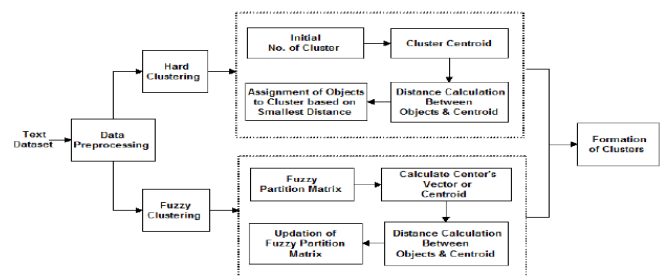 Text
Dataset
Data
Preprocessing
Hard
Clustering
Initial
No. of Cluster
Cluster Centroid
Assignment of Objects
to Cluster based on
Smallest Distance
Distance Calculation
Between
Objects & Centroid
Fuzzy
Clustering
Fuzzy
Partition Matrix
Calculate Center's
Vector or
Centroid
Updation of
Fuzzy Partition
Matrix
Distance Calculation
Between
Objects & Centroid
Formation
of Clusters